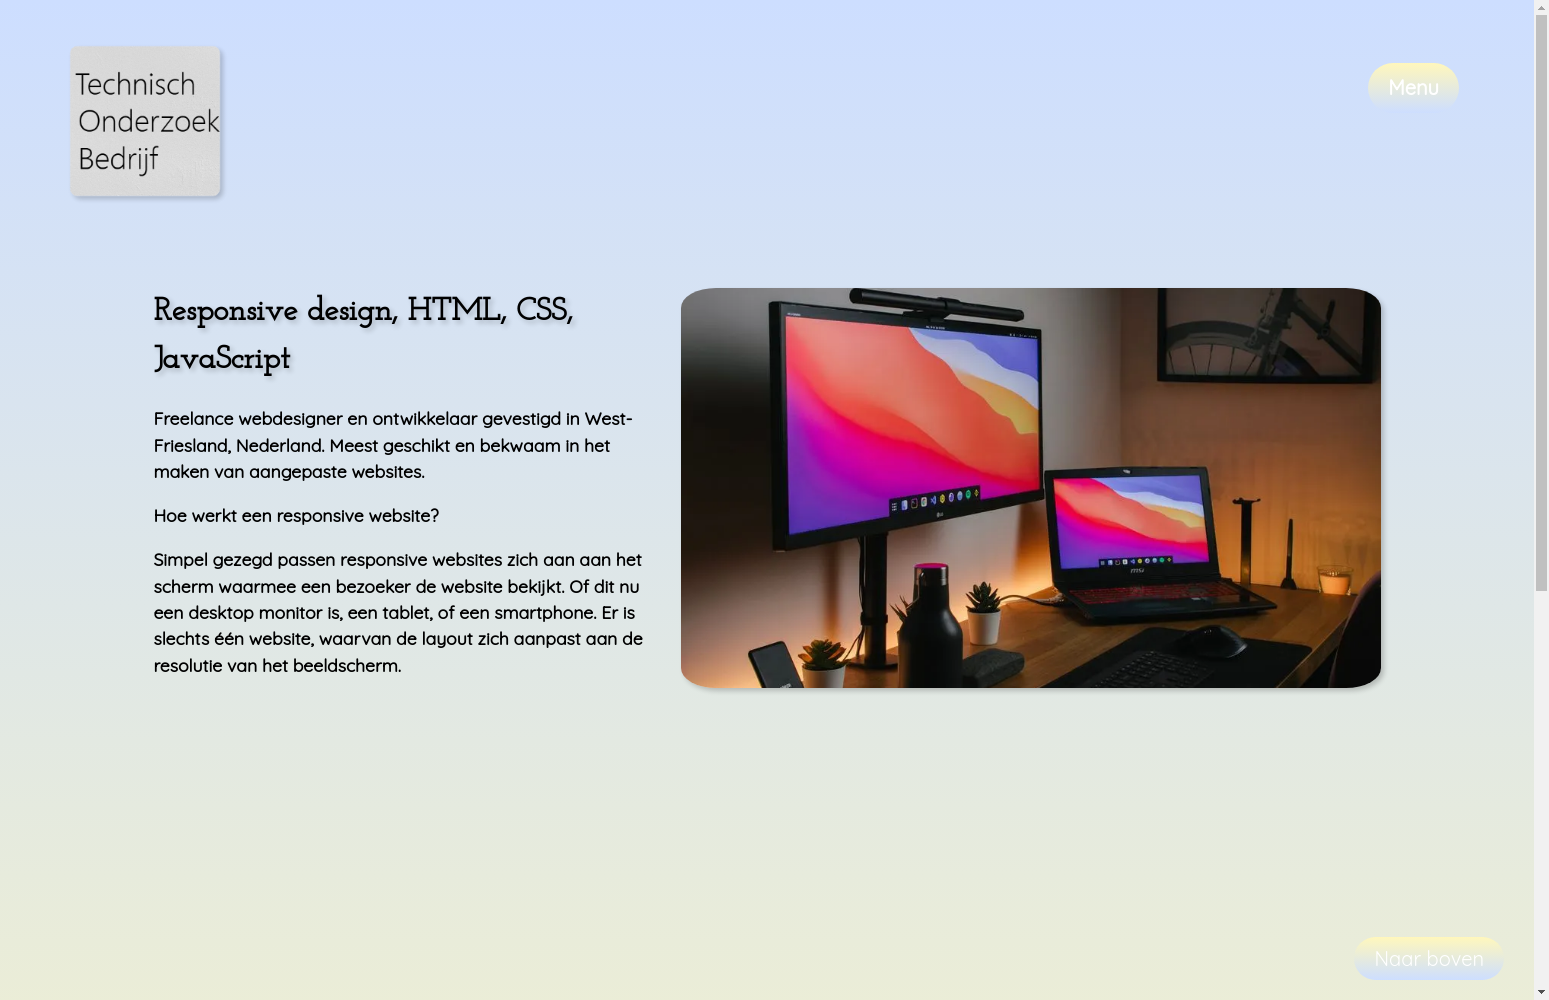 Technisch
Onderzoek
Bedrijf
Menu
Responsive design, HTML, CSS,
JavaScript
Freelance webdesigner en ontwikkelaar gevestigd in West-
Friesland, Nederland. Meest geschikt en bekwaam in het
maken van aangepaste websites.
Hoe werkt een responsive website?
Simpel gezegd passen responsive websites zich aan aan het
scherm waarmee een bezoeker de website bekijkt. Of dit nu
een desktop monitor is, een tablet, of een smartphone. Er is
slechts één website, waarvan de layout zich aanpast aan de
resolutie van het beeldscherm.
msi
Naar boven